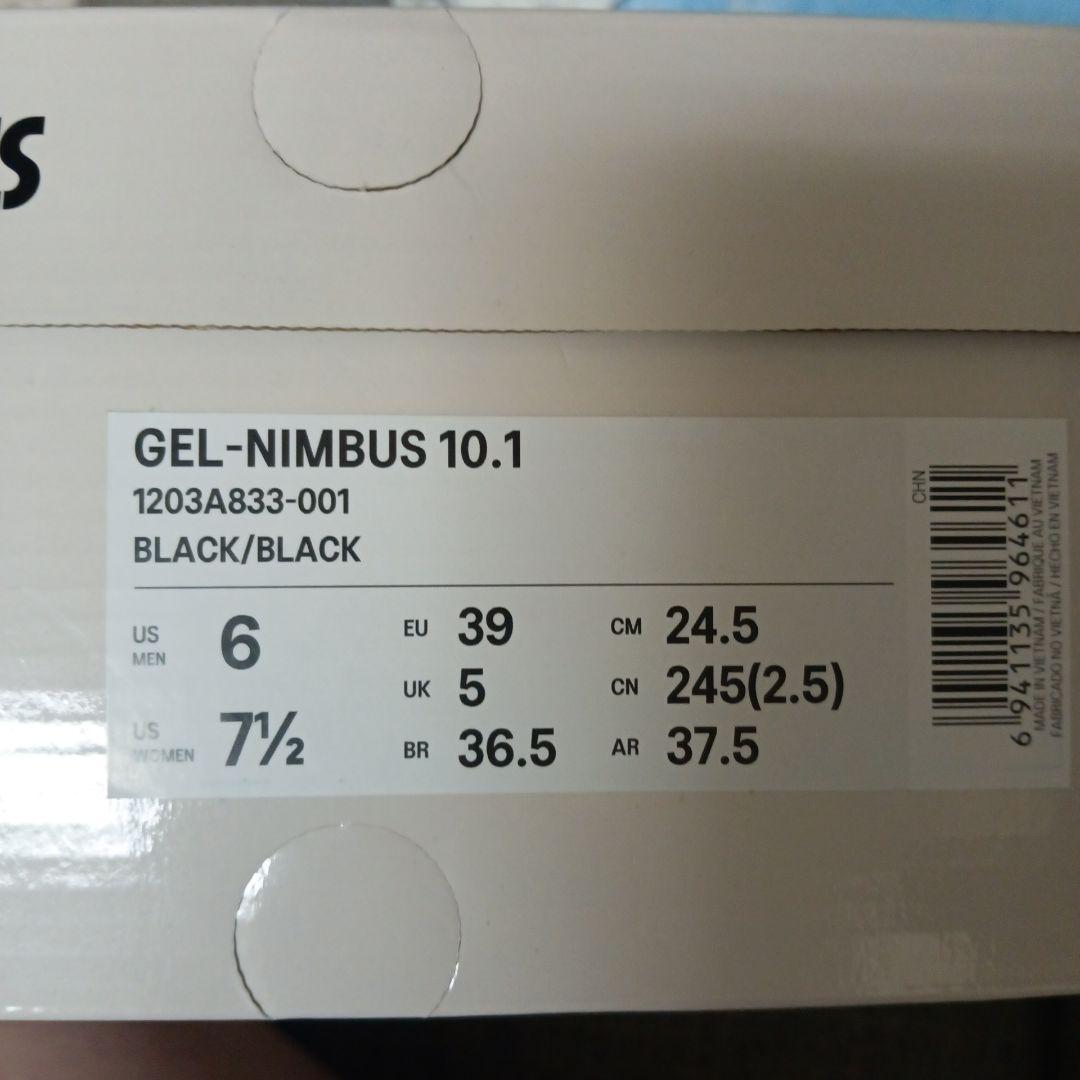 GEL-NIMBUS 10.1
1203A833-001
BLACK/BLACK
US MEN 6
EU 39
CM 24.5
UK 5
CN 245(2.5)
US WOMEN 7½
BR 36.5
AR 37.5
CHN
6 941135 964611
MADE IN VIETNAM / FABRIQUÉ AU VIETNAM
FABRICADO NO VIETNÃ / HECHO EN VIETNAM